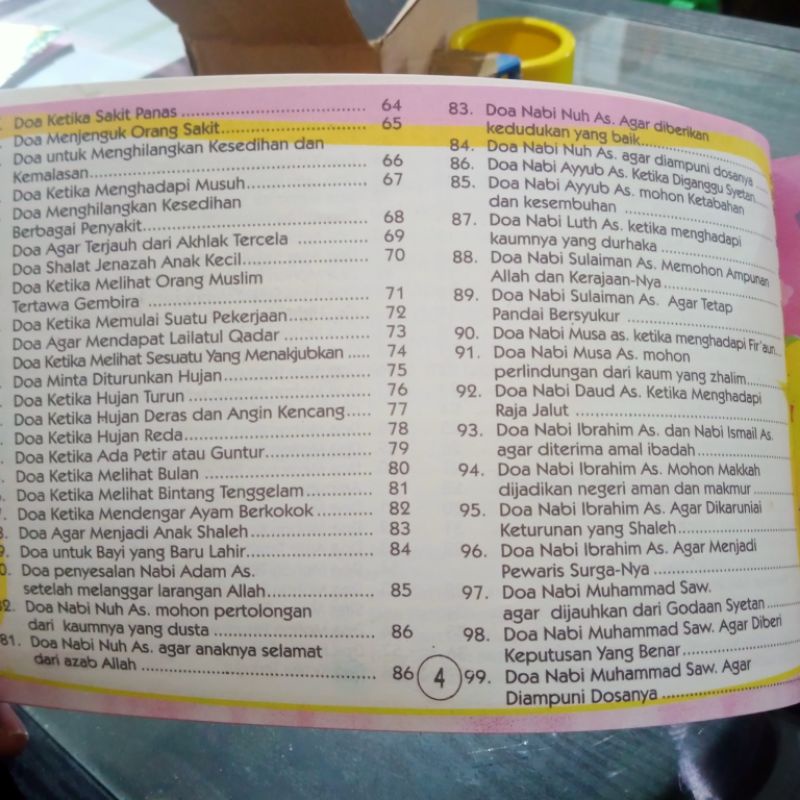 Doa Ketika Sakit Panas ........................................ 64
Doa Menjenguk Orang Sakit................................ 65
Doa untuk Menghilangkan Kesedihan dan
Kemalasan............................................................ 66
Doa Ketika Menghadapi Musuh.......................... 67
Doa Menghilangkan Kesedihan
Berbagai Penyakit................................................ 68
Doa Agar Terjauh dari Akhlak Tercela ................ 69
Doa Shalat Jenazah Anak Kecil............................ 70
Doa Ketika Melihat Orang Muslim
Tertawa Gembira ................................................ 71
Doa Ketika Memulai Suatu Pekerjaan.................. 72
Doa Agar Mendapat Lailatul Qadar .................... 73
Doa Ketika Melihat Sesuatu Yang Menakjubkan ..... 74
Doa Minta Diturunkan Hujan................................ 75
Doa Ketika Hujan Turun ...................................... 76
Doa Ketika Hujan Deras dan Angin Kencang..... 77
Doa Ketika Hujan Reda........................................ 78
Doa Ketika Ada Petir atau Guntur........................ 79
Doa Ketika Melihat Bulan .................................... 80
Doa Ketika Melihat Bintang Tenggelam.............. 81
Doa Ketika Mendengar Ayam Berkokok ............ 82
Doa Agar Menjadi Anak Shaleh.......................... 83
Doa untuk Bayi yang Baru Lahir.......................... 84
Doa penyesalan Nabi Adam As.
setelah melanggar larangan Allah........................ 85
Doa Nabi Nuh As. mohon pertolongan
dari kaumnya yang dusta .................................... 86
81. Doa Nabi Nuh As. agar anaknya selamat
dari azab Allah .................................................... 86
4
83. Doa Nabi Nuh As. Agar diberikan
kedudukan yang baik..........
84. Doa Nabi Nuh As. agar diampuni dosanya .....
86. Doa Nabi Ayyub As. Ketika Diganggu Syetan.....
85. Doa Nabi Ayyub As. mohon Ketabahan
dan kesembuhan ....................
87. Doa Nabi Luth As. ketika menghadapi
kaumnya yang durhaka ....................
88. Doa Nabi Sulaiman As. Memohon Ampunan
Allah dan Kerajaan-Nya....................
89. Doa Nabi Sulaiman As. Agar Tetap
Pandai Bersyukur ....................
90. Doa Nabi Musa as. ketika menghadapi Fir'aun...
91. Doa Nabi Musa As. mohon
perlindungan dari kaum yang zhalim........
92. Doa Nabi Daud As. Ketika Menghadapi
Raja Jalut ..............................
93. Doa Nabi Ibrahim As. dan Nabi Ismail As.
agar diterima amal ibadah..............
94. Doa Nabi Ibrahim As. Mohon Makkah
dijadikan negeri aman dan makmur ........
95. Doa Nabi Ibrahim As. Agar Dikaruniai
Keturunan yang Shaleh....................
96. Doa Nabi Ibrahim As. Agar Menjadi
Pewaris Surga-Nya ....................
97. Doa Nabi Muhammad Saw.
agar dijauhkan dari Godaan Syetan ........
98. Doa Nabi Muhammad Saw. Agar Diberi
Keputusan Yang Benar ....................
99. Doa Nabi Muhammad Saw. Agar
Diampuni Dosanya ....................